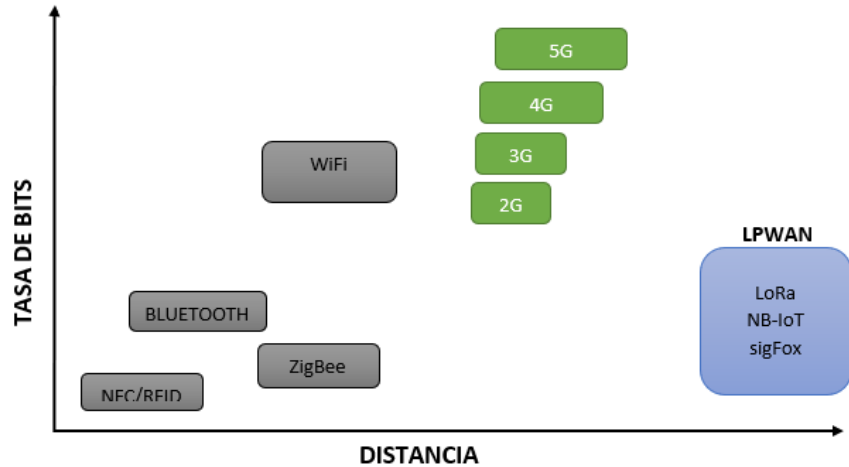 5G
4G
3G
2G
WiFi
LPWAN
LoRa
NB-IoT
sigFox
BLUETOOTH
ZigBee
NFC/RFID
TASA DE BITS
DISTANCIA